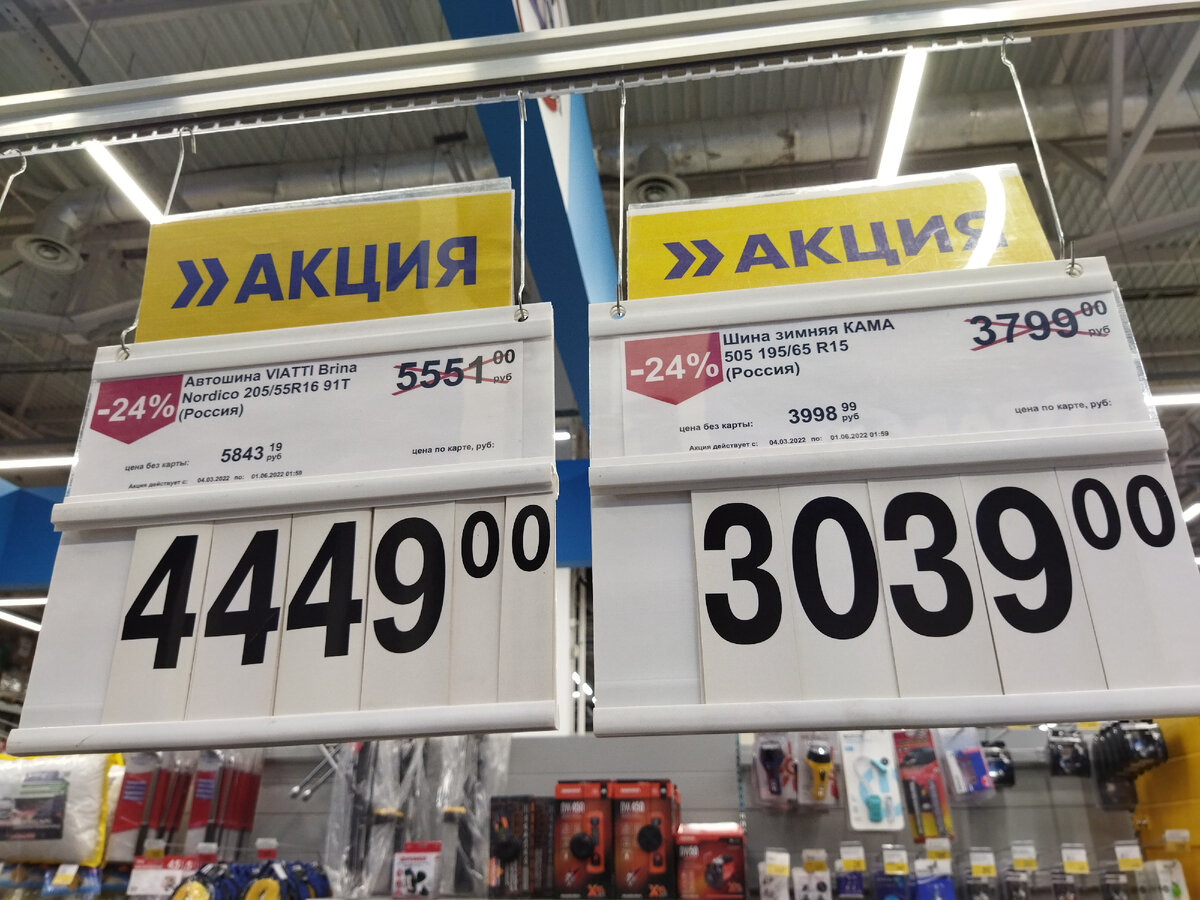 »АКЦИЯ
-24%
Автошина VIATTI Brina
Nordico 205/55R16 91T
(Россия)
5551 00 руб
цена без карты: 5843 19 руб
цена по карте, руб:
Акция действует с: 04.03.2022 по: 01.06.2022 01:59
4449 00
»АКЦИЯ
-24%
Шина зимняя КАМА
505 195/65 R15
(Россия)
3799 00 руб
цена без карты: 3998 99 руб
цена по карте, руб:
Акция действует с: 04.03.2022 по: 01.06.2022 01:59
3039 00